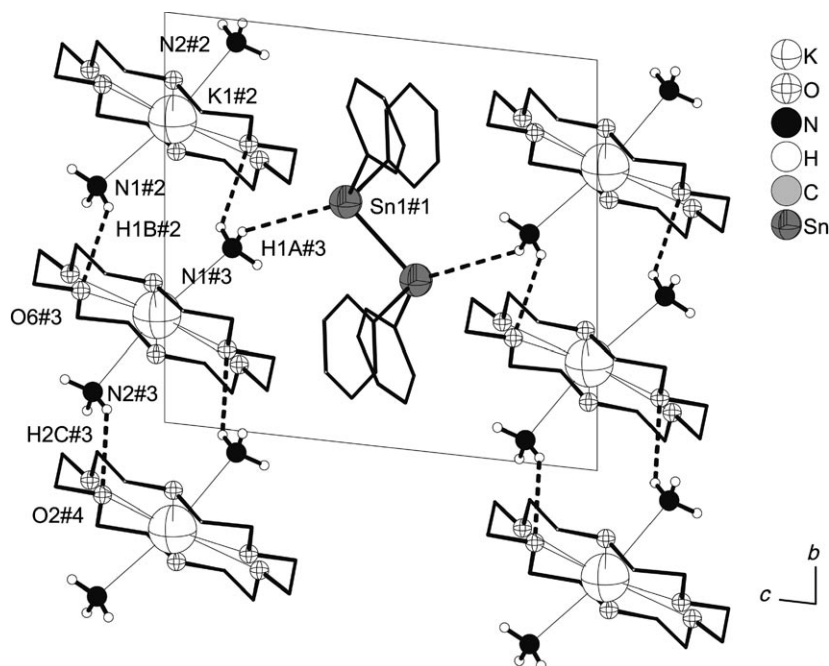 N2#2
K1#2
N1#2
H1B#2
Sn1#1
H1A#3
N1#3
O6#3
N2#3
H2C#3
O2#4
K
O
N
H
C
Sn
b
c